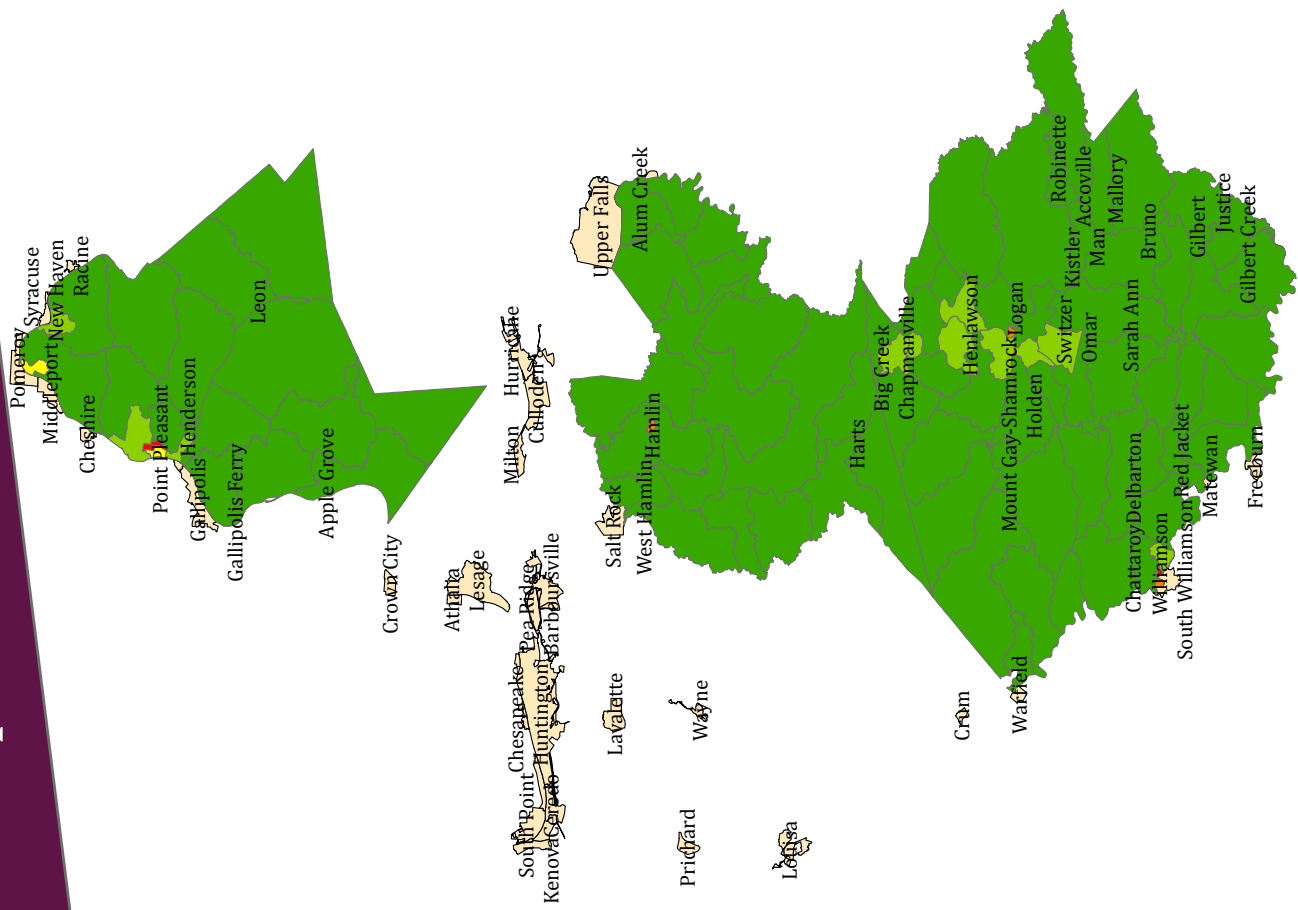 Pomeroy
Syracuse
Middleport
New Haven
Racine
Cheshire
Point Pleasant
Henderson
Gallipolis
Gallipolis Ferry
Leon
Apple Grove
Crown City
Athalia
Lesage
Milton
Hurricane
Culloden
Chesapeake
South Point
Pea Ridge
Huntington
Barboursville
Kenova
Ceredo
Upper Falls
Alum Creek
Salt Rock
West Hamlin
Hamlin
Lavalette
Wayne
Prichard
Louisa
Harts
Big Creek
Chapmanville
Henlawson
Crum
Warfield
Mount Gay-Shamrock
Logan
Holden
Switzer
Omar
Robinette
Kistler
Accoville
Man
Mallory
Sarah Ann
Bruno
Chattaroy
Delbarton
Williamson
South Williamson
Red Jacket
Matewan
Gilbert
Justice
Gilbert Creek
Freeburn